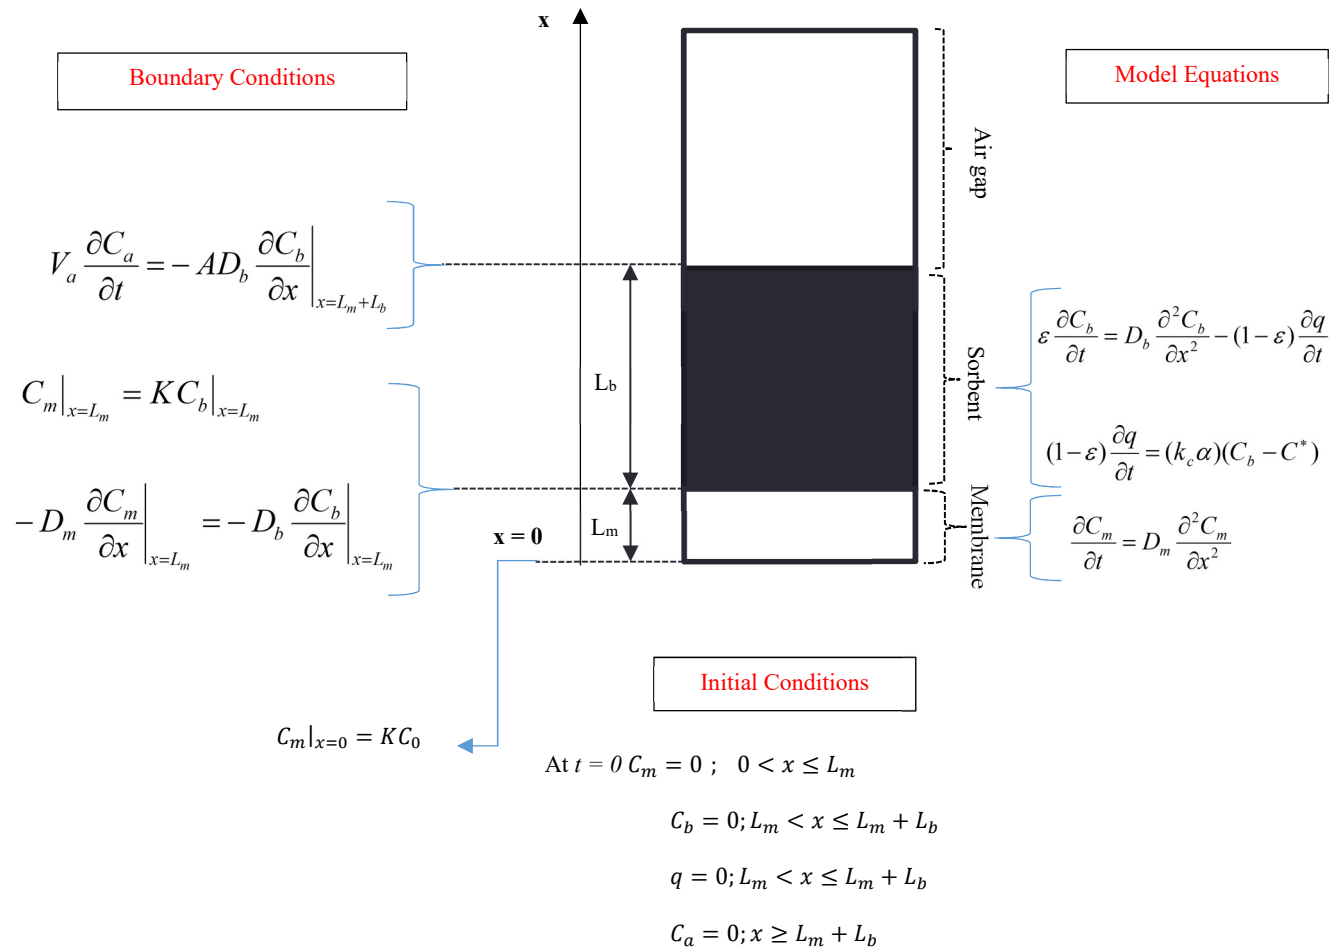 x
Boundary Conditions
Model Equations
Air gap
V_a ∂C_a/∂t = − AD_b ∂C_b/∂x |_{x=L_m+L_b}
ε ∂C_b/∂t = D_b ∂²C_b/∂x² − (1 − ε) ∂q/∂t
Sorbent
L_b
C_m|_{x=L_m} = KC_b|_{x=L_m}
(1 − ε) ∂q/∂t = (k_c α)(C_b − C^*)
− D_m ∂C_m/∂x |_{x=L_m} = − D_b ∂C_b/∂x |_{x=L_m}
L_m
x = 0
Membrane
∂C_m/∂t = D_m ∂²C_m/∂x²
Initial Conditions
C_m|_{x=0} = KC_0
At t = 0 C_m = 0 ; 0 < x ≤ L_m
C_b = 0; L_m < x ≤ L_m + L_b
q = 0; L_m < x ≤ L_m + L_b
C_a = 0; x ≥ L_m + L_b